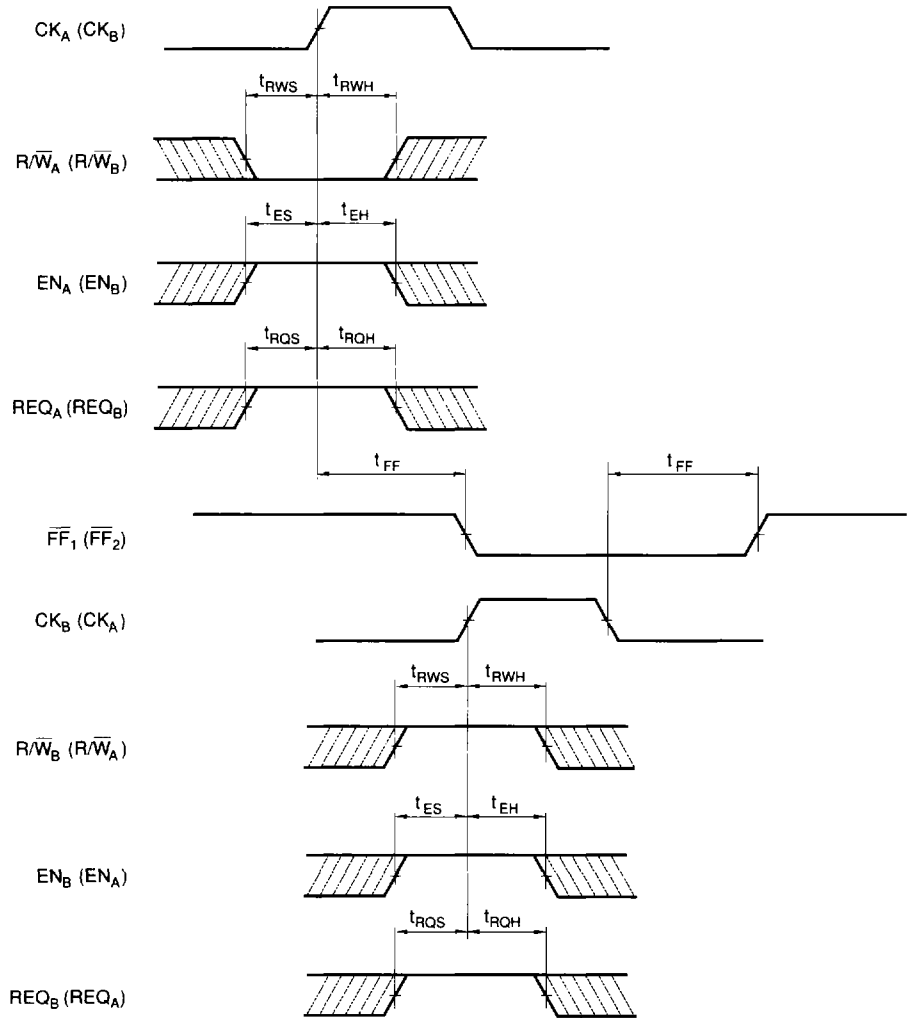 CK_A (CK_B)
t_RWS t_RWH
R/W̅_A (R/W̅_B)
t_ES t_EH
EN_A (EN_B)
t_RQS t_RQH
REQ_A (REQ_B)
t_FF t_FF
F̅F̅_1 (F̅F̅_2)
CK_B (CK_A)
t_RWS t_RWH
R/W̅_B (R/W̅_A)
t_ES t_EH
EN_B (EN_A)
t_RQS t_RQH
REQ_B (REQ_A)